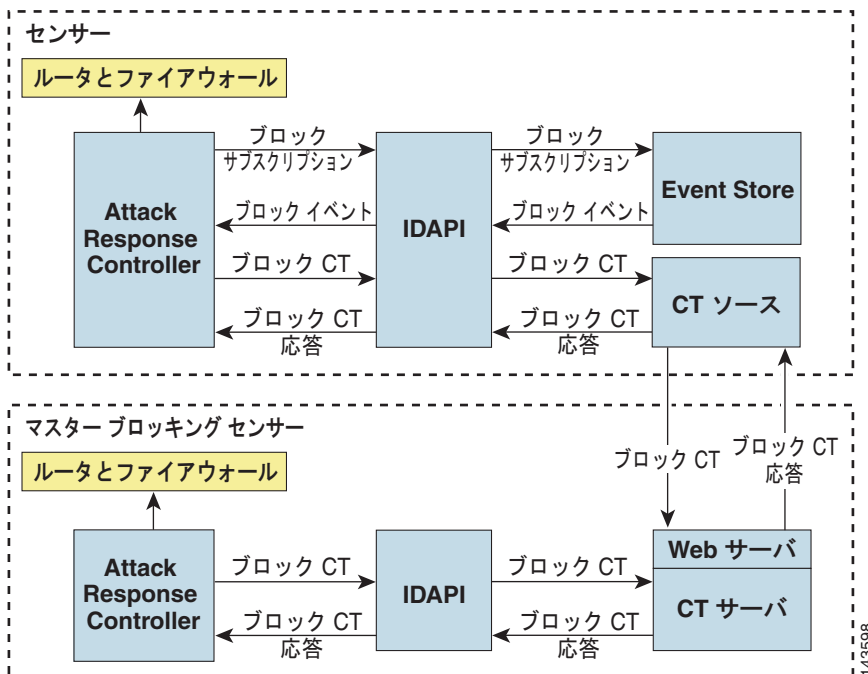 センサー
ルータとファイアウォール
Attack
Response
Controller
ブロック
サブスクリプション
ブロック イベント
ブロック CT
ブロック CT
応答
IDAPI
ブロック
サブスクリプション
ブロック イベント
ブロック CT
ブロック CT
応答
Event Store
CT ソース
ブロック CT
ブロック CT
応答
マスター ブロッキング センサー
ルータとファイアウォール
Attack
Response
Controller
ブロック CT
ブロック CT
応答
IDAPI
ブロック CT
ブロック CT
応答
Web サーバ
CT サーバ
143598